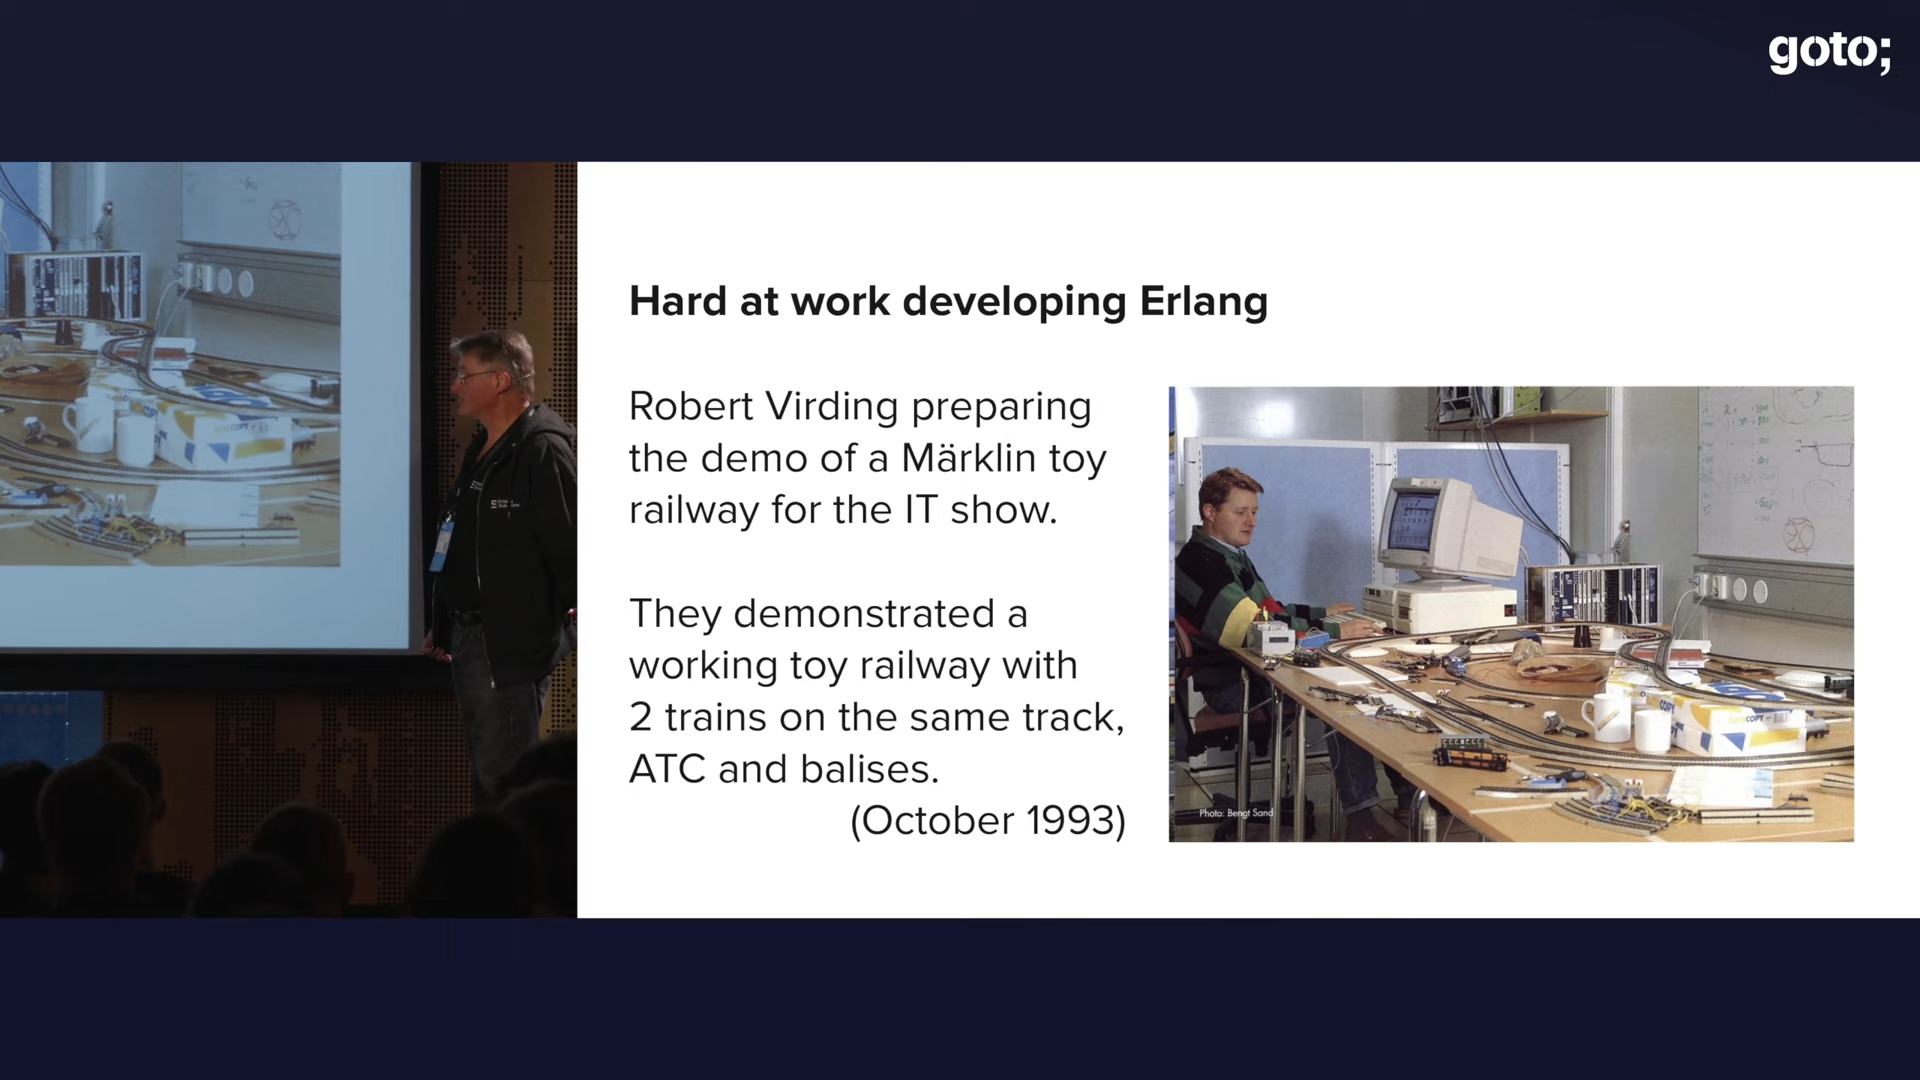 goto;
Hard at work developing Erlang
Robert Virding preparing
the demo of a Märklin toy
railway for the IT show.
They demonstrated a
working toy railway with
2 trains on the same track,
ATC and balises.
(October 1993)
COPY
DATACOPY
Photo: Bengt Sand